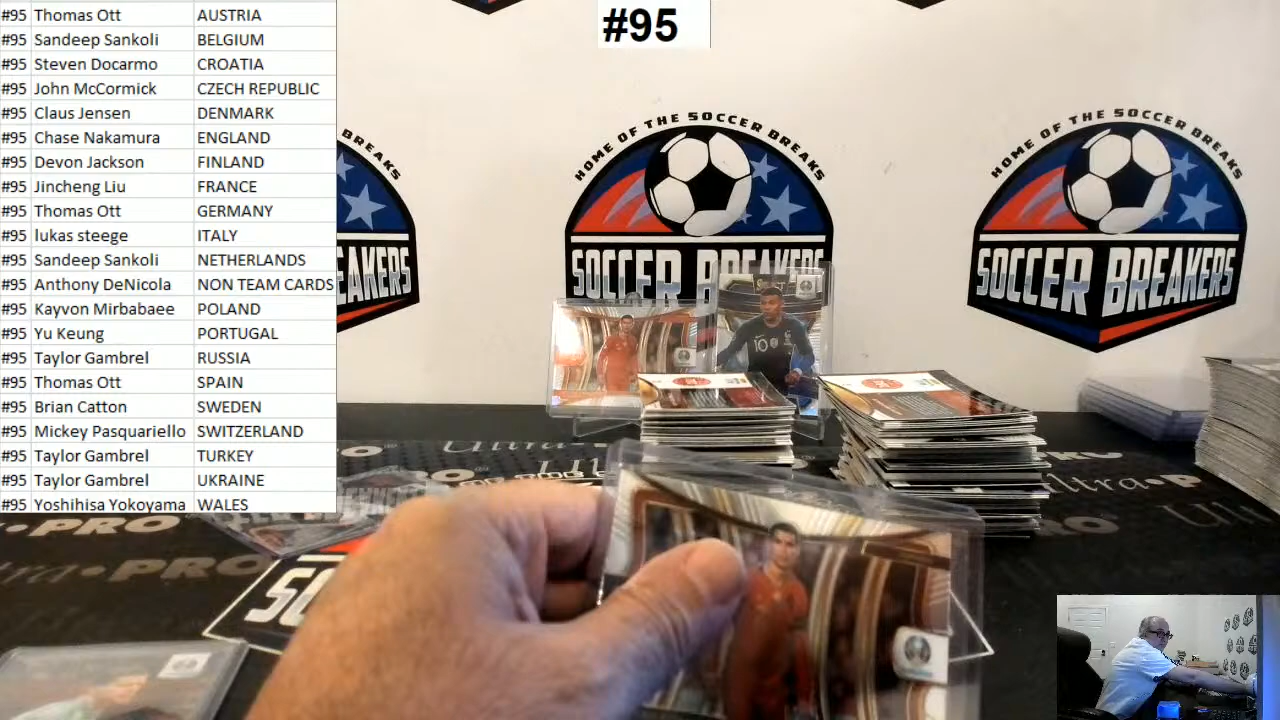 #95 Thomas Ott AUSTRIA
#95 Sandeep Sankoli BELGIUM
#95 Steven Docarmo CROATIA
#95 John McCormick CZECH REPUBLIC
#95 Claus Jensen DENMARK
#95 Chase Nakamura ENGLAND
#95 Devon Jackson FINLAND
#95 Jincheng Liu FRANCE
#95 Thomas Ott GERMANY
#95 lukas steege ITALY
#95 Sandeep Sankoli NETHERLANDS
#95 Anthony DeNicola NON TEAM CARDS
#95 Kayvon Mirbabaee POLAND
#95 Yu Keung PORTUGAL
#95 Taylor Gambrel RUSSIA
#95 Thomas Ott SPAIN
#95 Brian Catton SWEDEN
#95 Mickey Pasquariello SWITZERLAND
#95 Taylor Gambrel TURKEY
#95 Taylor Gambrel UKRAINE
#95 Yoshihisa Yokoyama WALES
#95
BREAKS
EAKERS
HOME OF THE SOCCER BREAKS
SOCCER BREAKERS
HOME OF THE SOCCER BREAKS
SOCCER BREAKERS
SELECT
10
PRO